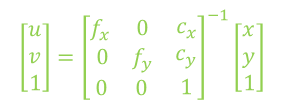 [u v 1] = [f_x 0 c_x; 0 f_y c_y; 0 0 1]^{-1} [x y 1]